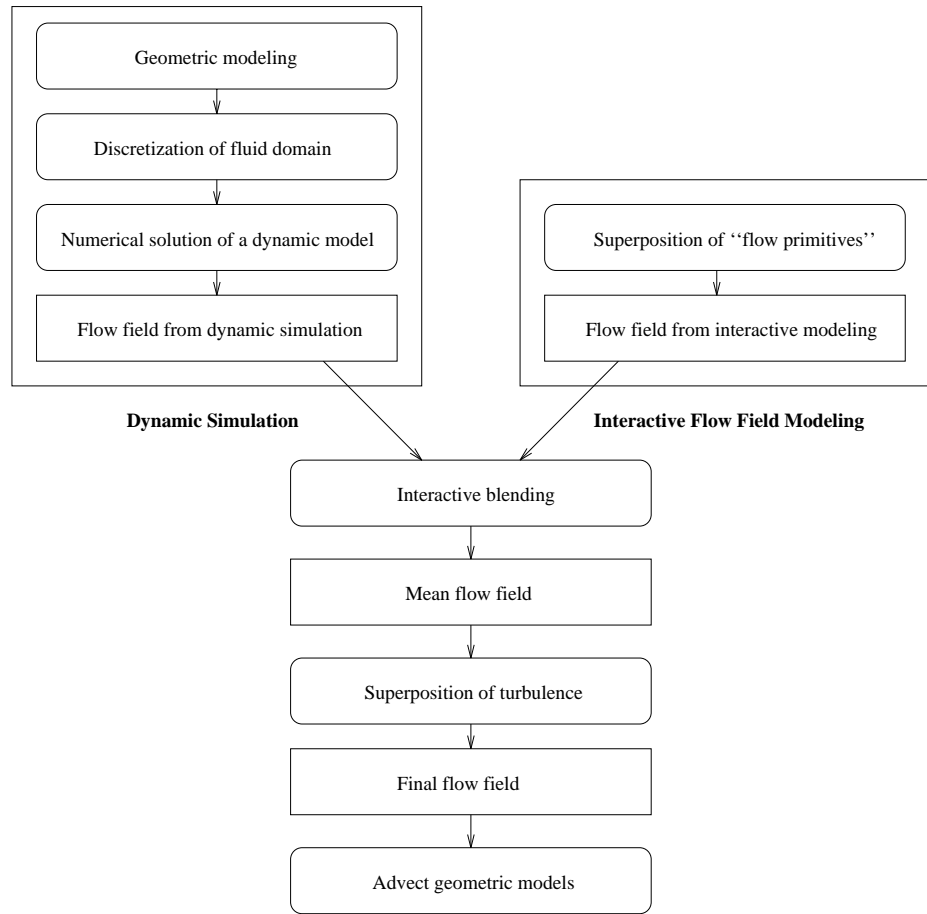 Geometric modeling
Discretization of fluid domain
Numerical solution of a dynamic model
Flow field from dynamic simulation
Dynamic Simulation
Superposition of ‘‘flow primitives’’
Flow field from interactive modeling
Interactive Flow Field Modeling
Interactive blending
Mean flow field
Superposition of turbulence
Final flow field
Advect geometric models